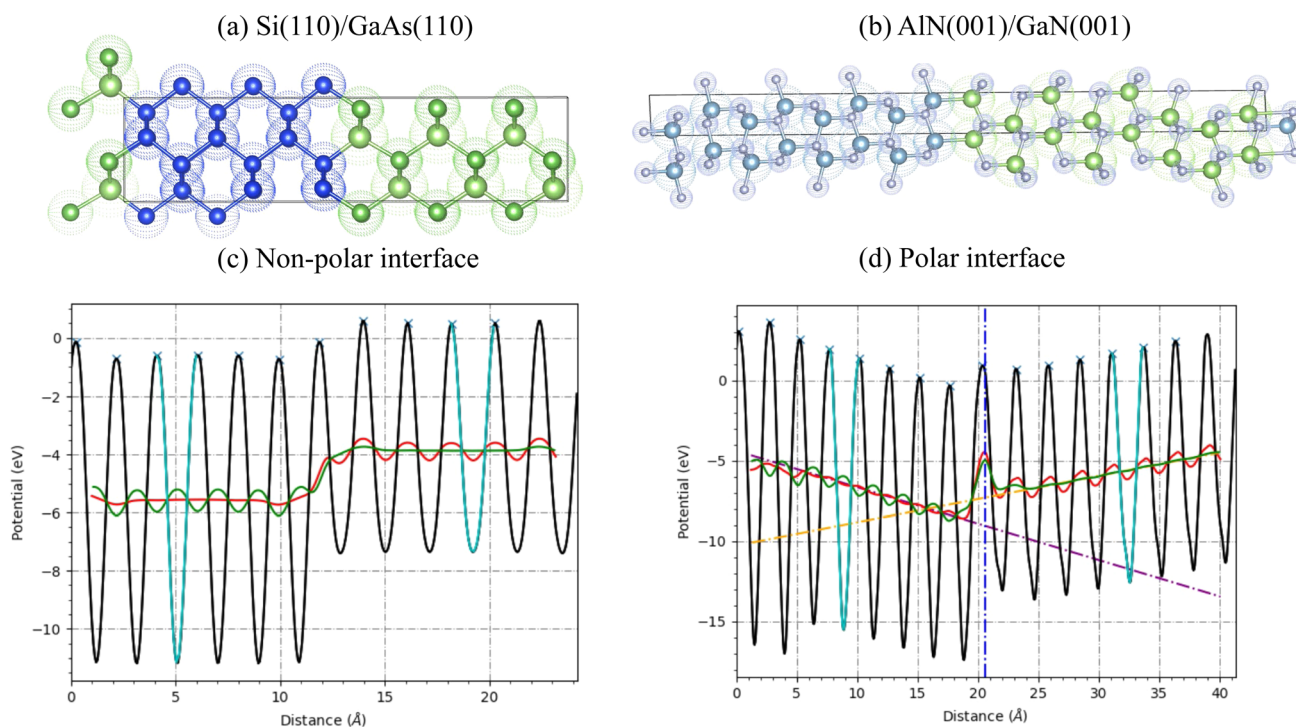 (a) Si(110)/GaAs(110)
(b) AlN(001)/GaN(001)
(c) Non-polar interface
(d) Polar interface
0
−2
−4
−6
−8
−10
Potential (eV)
0 5 10 15 20
Distance (Å)
0
−5
−10
−15
Potential (eV)
0 5 10 15 20 25 30 35 40
Distance (Å)